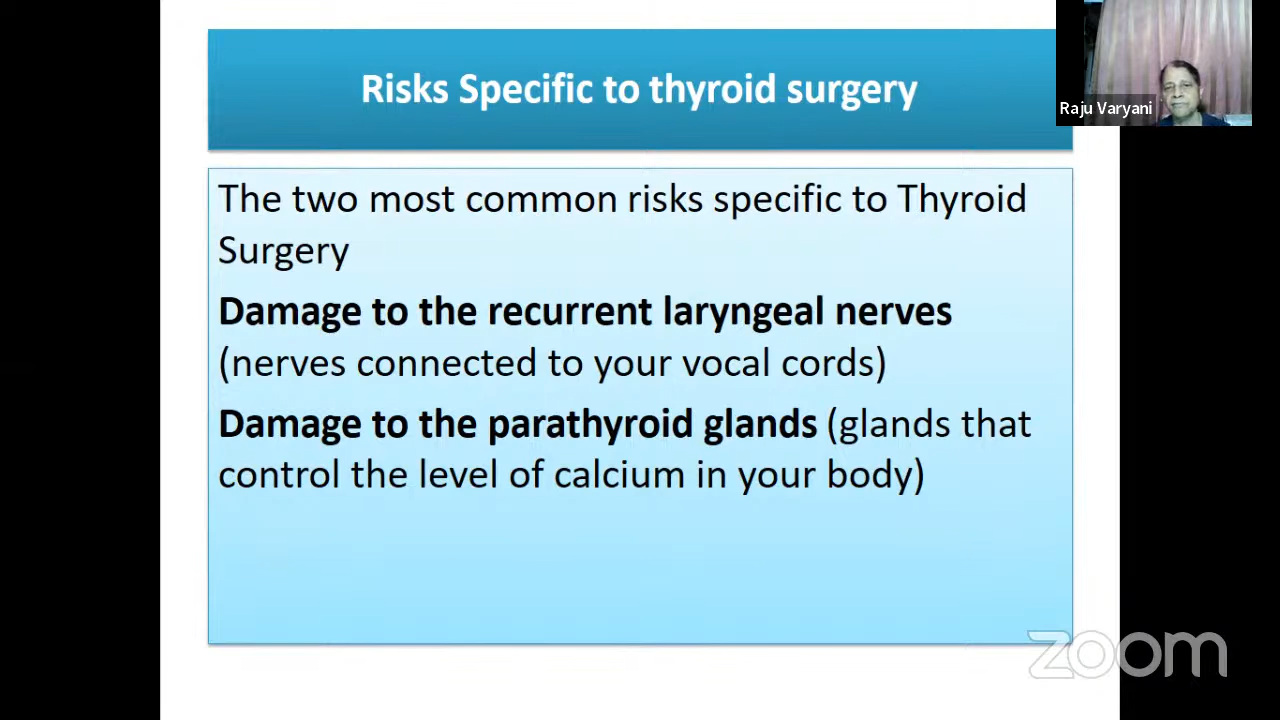 Risks Specific to thyroid surgery
Raju Varyani
The two most common risks specific to Thyroid
Surgery
Damage to the recurrent laryngeal nerves
(nerves connected to your vocal cords)
Damage to the parathyroid glands (glands that
control the level of calcium in your body)
zoom